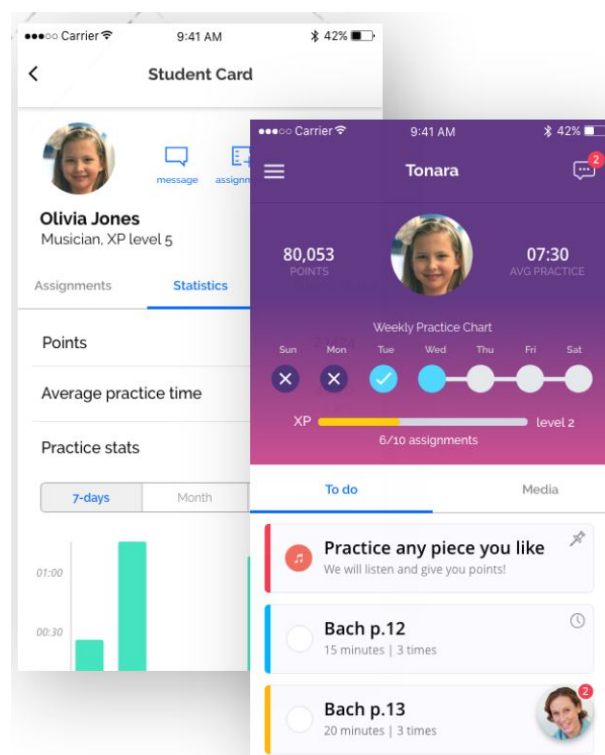 Carrier 9:41 AM 42%
Student Card
message
Olivia Jones
Musician, XP level 5
Assignments Statistics
Points
Average practice time
Practice stats
7-days Month
01:00
00:30
Carrier 9:41 AM 42%
Tonara 2
80,053 07:30
POINTS AVG PRACTICE
Weekly Practice Chart
Sun Mon Tue Wed Thu Fri Sat
XP level 2
6/10 assignments
To do Media
Practice any piece you like
We will listen and give you points!
Bach p.12
15 minutes | 3 times
Bach p.13 2
20 minutes | 3 times